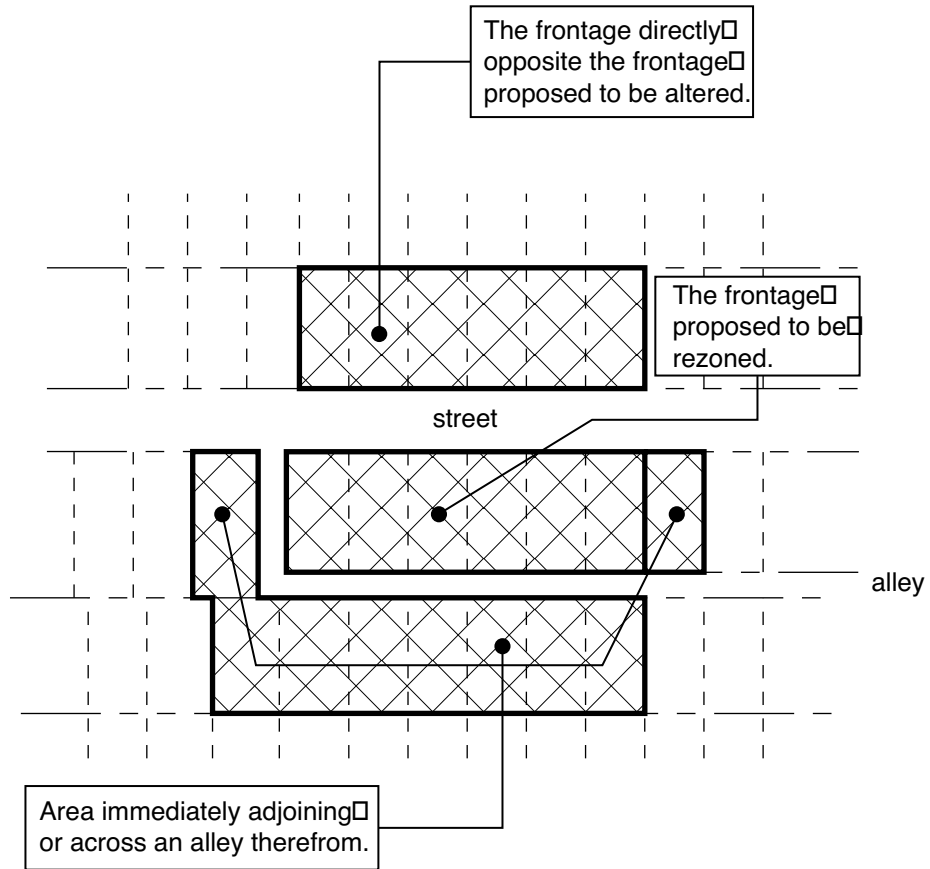 The frontage directly
opposite the frontage
proposed to be altered.
The frontage
proposed to be
rezoned.
street
alley
Area immediately adjoining
or across an alley therefrom.